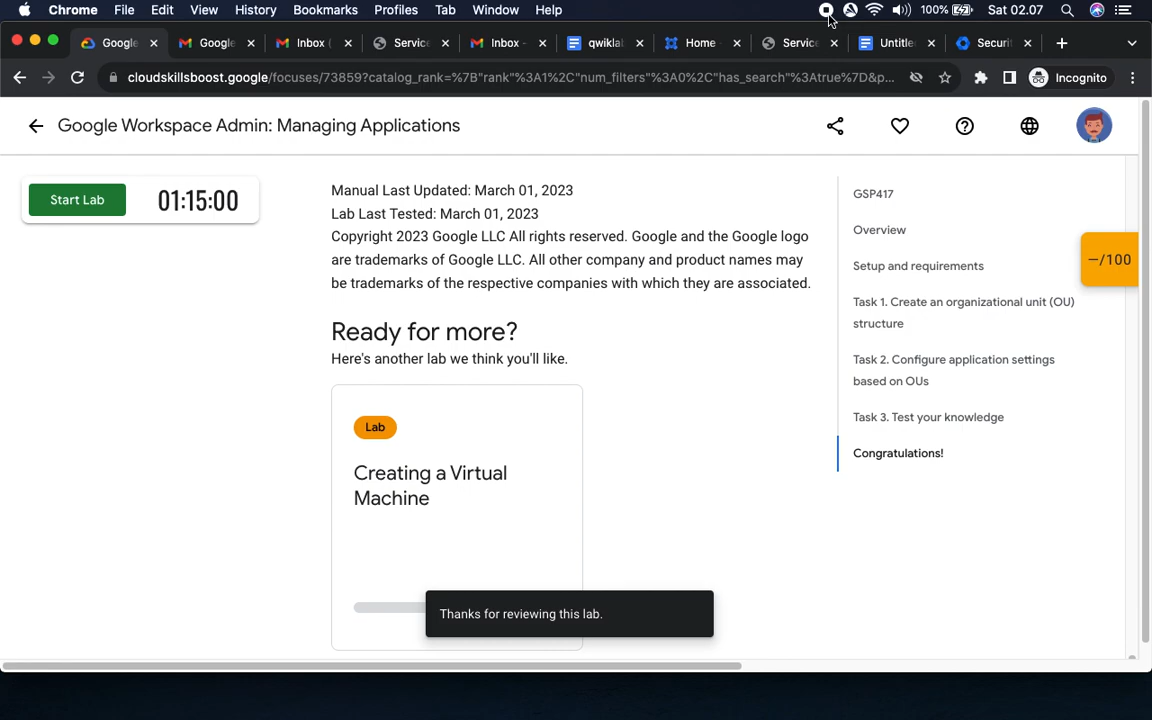 Chrome File Edit View History Bookmarks Profiles Tab Window Help 100% Sat 02.07
Google Google Inbox ( Service Inbox - qwikla Home Service Untitle Securit
cloudskillsboost.google/focuses/73859?catalog_rank=%7B"rank"%3A1%2C"num_filters"%3A0%2C"has_search"%3Atrue%7D&p... Incognito
Google Workspace Admin: Managing Applications
Start Lab 01:15:00
Manual Last Updated: March 01, 2023
Lab Last Tested: March 01, 2023
Copyright 2023 Google LLC All rights reserved. Google and the Google logo
are trademarks of Google LLC. All other company and product names may
be trademarks of the respective companies with which they are associated.
Ready for more?
Here's another lab we think you'll like.
Lab
Creating a Virtual
Machine
Thanks for reviewing this lab.
GSP417
Overview
Setup and requirements
Task 1. Create an organizational unit (OU)
structure
Task 2. Configure application settings
based on OUs
Task 3. Test your knowledge
Congratulations!
–/100